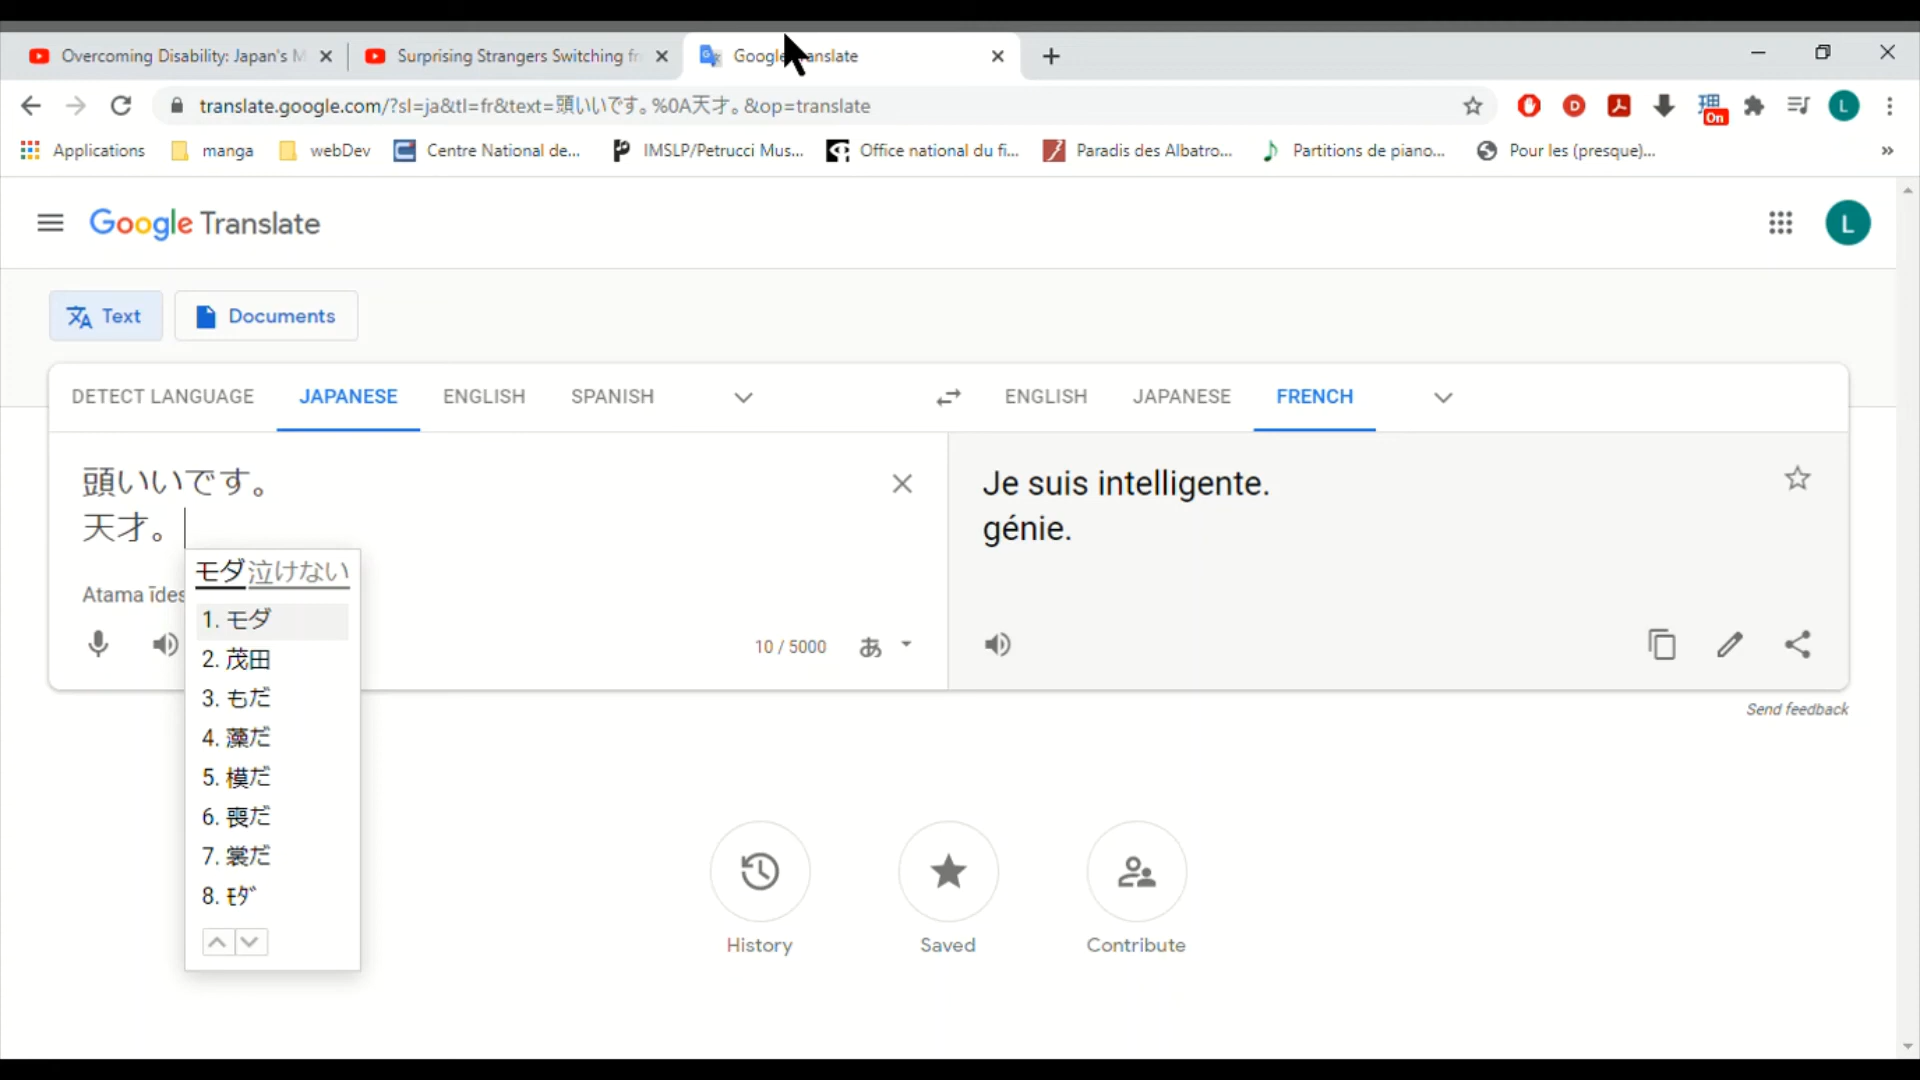 Overcoming Disability: Japan's M
Surprising Strangers Switching fr
Google anslate
translate.google.com/?sl=ja&tl=fr&text=頭いいです。%0A天才。&op=translate
On
L
Applications
manga
webDev
Centre National de...
IMSLP/Petrucci Mus...
Office national du fi...
Paradis des Albatro...
Partitions de piano...
Pour les (presque)...
»
Google Translate
L
Text
Documents
DETECT LANGUAGE
JAPANESE
ENGLISH
SPANISH
ENGLISH
JAPANESE
FRENCH
頭いいです。
天才。
Je suis intelligente.
génie.
モダ泣けない
Atama īdes
1. モダ
2. 茂田
3. もだ
4. 藻だ
5. 模だ
6. 喪だ
7. 裳だ
8. ﾓﾀﾞ
10 / 5000
あ
Send feedback
History
Saved
Contribute